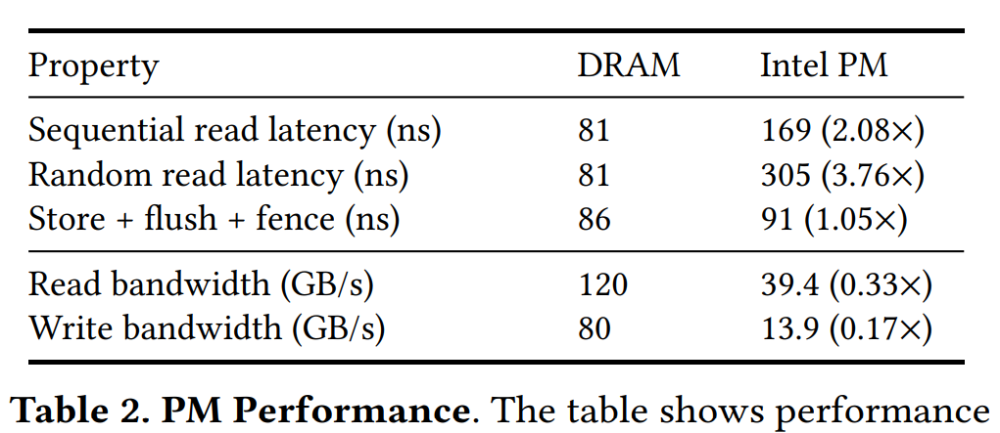 Property DRAM Intel PM
Sequential read latency (ns) 81 169 (2.08×)
Random read latency (ns) 81 305 (3.76×)
Store + flush + fence (ns) 86 91 (1.05×)
Read bandwidth (GB/s) 120 39.4 (0.33×)
Write bandwidth (GB/s) 80 13.9 (0.17×)
Table 2. PM Performance. The table shows performance